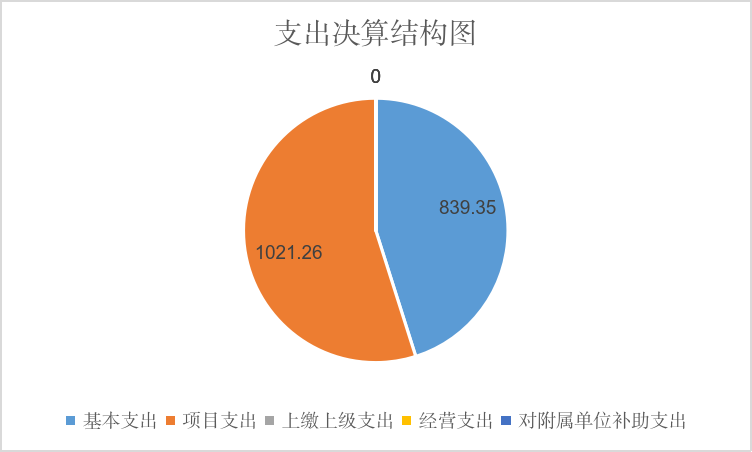 支出决算结构图
0
839.35
1021.26
基本支出 项目支出 上缴上级支出 经营支出 对附属单位补助支出